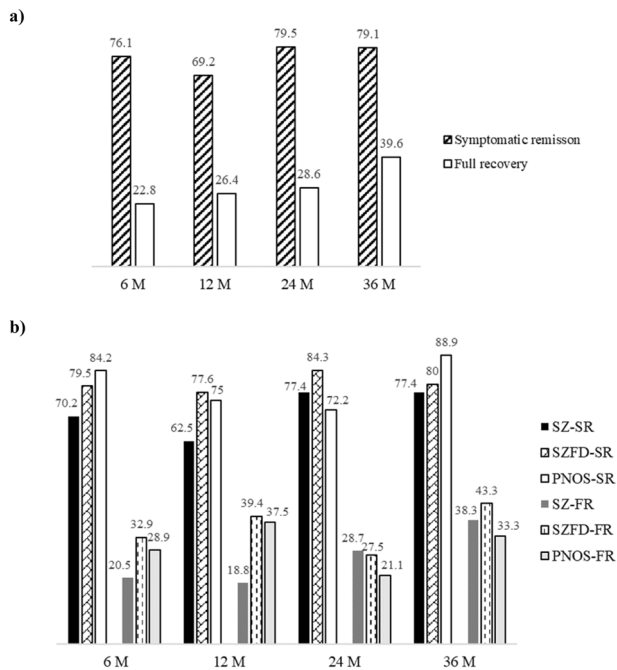 a)
76.1
69.2
79.5
79.1
22.8
26.4
28.6
39.6
Symptomatic remisson
Full recovery
6 M
12 M
24 M
36 M
b)
70.2
79.5
84.2
20.5
32.9
28.9
62.5
77.6
75
18.8
39.4
37.5
77.4
84.3
72.2
28.7
27.5
21.1
77.4
80
88.9
38.3
43.3
33.3
SZ-SR
SZFD-SR
PNOS-SR
SZ-FR
SZFD-FR
PNOS-FR
6 M
12 M
24 M
36 M